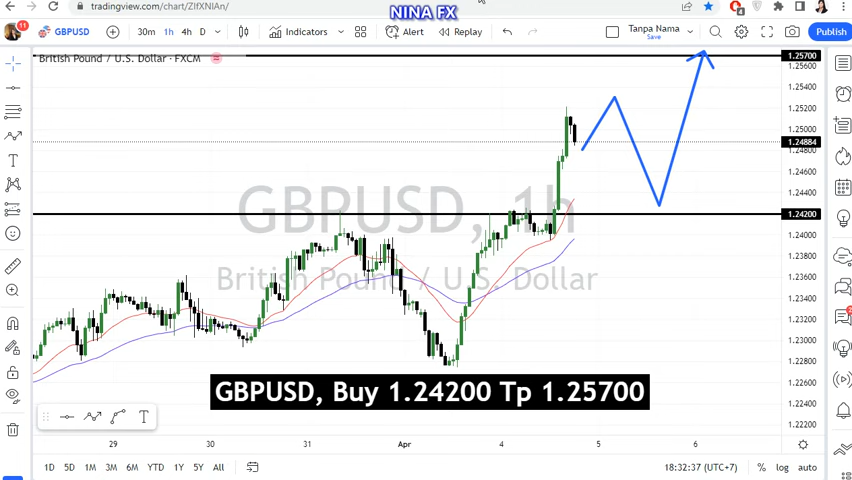 tradingview.com/chart/ZIfXNIAn/
NINA FX
11
GBPUSD
30m 1h 4h D
Indicators
Alert
Replay
Tanpa Nama
Save
Publish
British Pound / U.S. Dollar · FXCM
1.25700
1.25600
1.25400
1.25200
1.25000
1.24884
1.24800
1.24600
1.24400
1.24200
1.24000
1.23800
1.23600
1.23400
1.23200
1.23000
1.22800
1.22600
1.22400
1.22200
GBPUSD, 1h
British Pound / U.S. Dollar
GBPUSD, Buy 1.24200 Tp 1.25700
29 30 31 Apr 4 5 6
1D 5D 1M 3M 6M YTD 1Y 5Y All
18:32:37 (UTC+7) % log auto